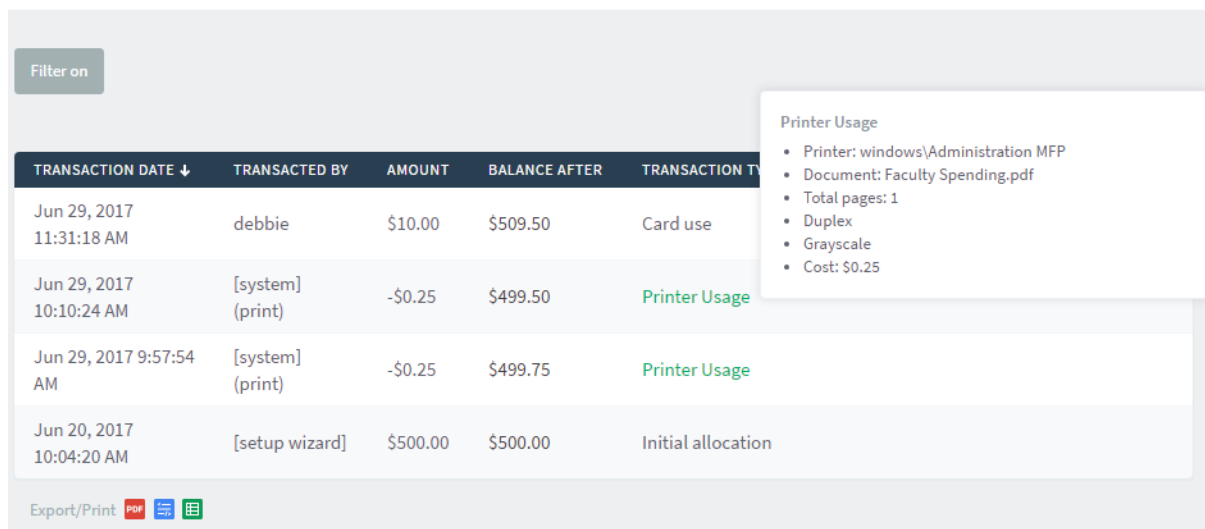 Filter on
Printer Usage
• Printer: windows\Administration MFP
• Document: Faculty Spending.pdf
• Total pages: 1
• Duplex
• Grayscale
• Cost: $0.25
TRANSACTION DATE ↓ TRANSACTED BY AMOUNT BALANCE AFTER TRANSACTION TY
Jun 29, 2017
11:31:18 AM debbie $10.00 $509.50 Card use
Jun 29, 2017
10:10:24 AM [system]
(print) -$0.25 $499.50 Printer Usage
Jun 29, 2017 9:57:54
AM [system]
(print) -$0.25 $499.75 Printer Usage
Jun 20, 2017
10:04:20 AM [setup wizard] $500.00 $500.00 Initial allocation
Export/Print PDF